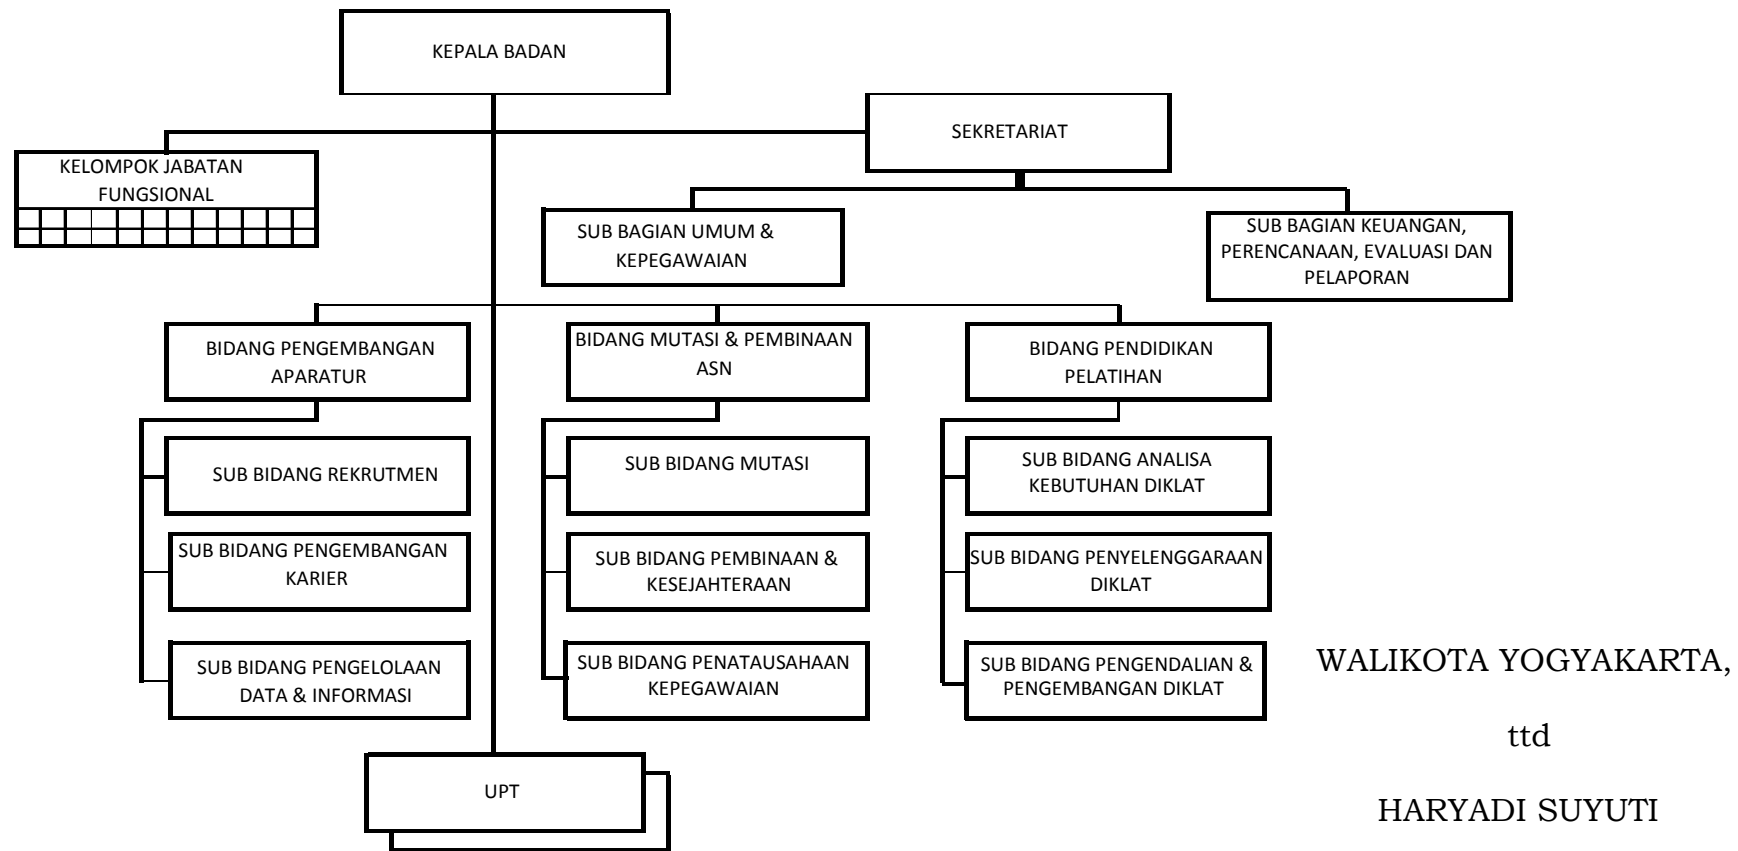 KEPALA BADAN
SEKRETARIAT
KELOMPOK JABATAN
FUNGSIONAL
SUB BAGIAN UMUM &
KEPEGAWAIAN
SUB BAGIAN KEUANGAN,
PERENCANAAN, EVALUASI DAN
PELAPORAN
BIDANG PENGEMBANGAN
APARATUR
BIDANG MUTASI & PEMBINAAN
ASN
BIDANG PENDIDIKAN
PELATIHAN
SUB BIDANG REKRUTMEN
SUB BIDANG MUTASI
SUB BIDANG ANALISA
KEBUTUHAN DIKLAT
SUB BIDANG PENGEMBANGAN
KARIER
SUB BIDANG PEMBINAAN &
KESEJAHTERAAN
SUB BIDANG PENYELENGGARAAN
DIKLAT
SUB BIDANG PENGELOLAAN
DATA & INFORMASI
SUB BIDANG PENATAUSAHAAN
KEPEGAWAIAN
SUB BIDANG PENGENDALIAN &
PENGEMBANGAN DIKLAT
UPT
WALIKOTA YOGYAKARTA,
ttd
HARYADI SUYUTI